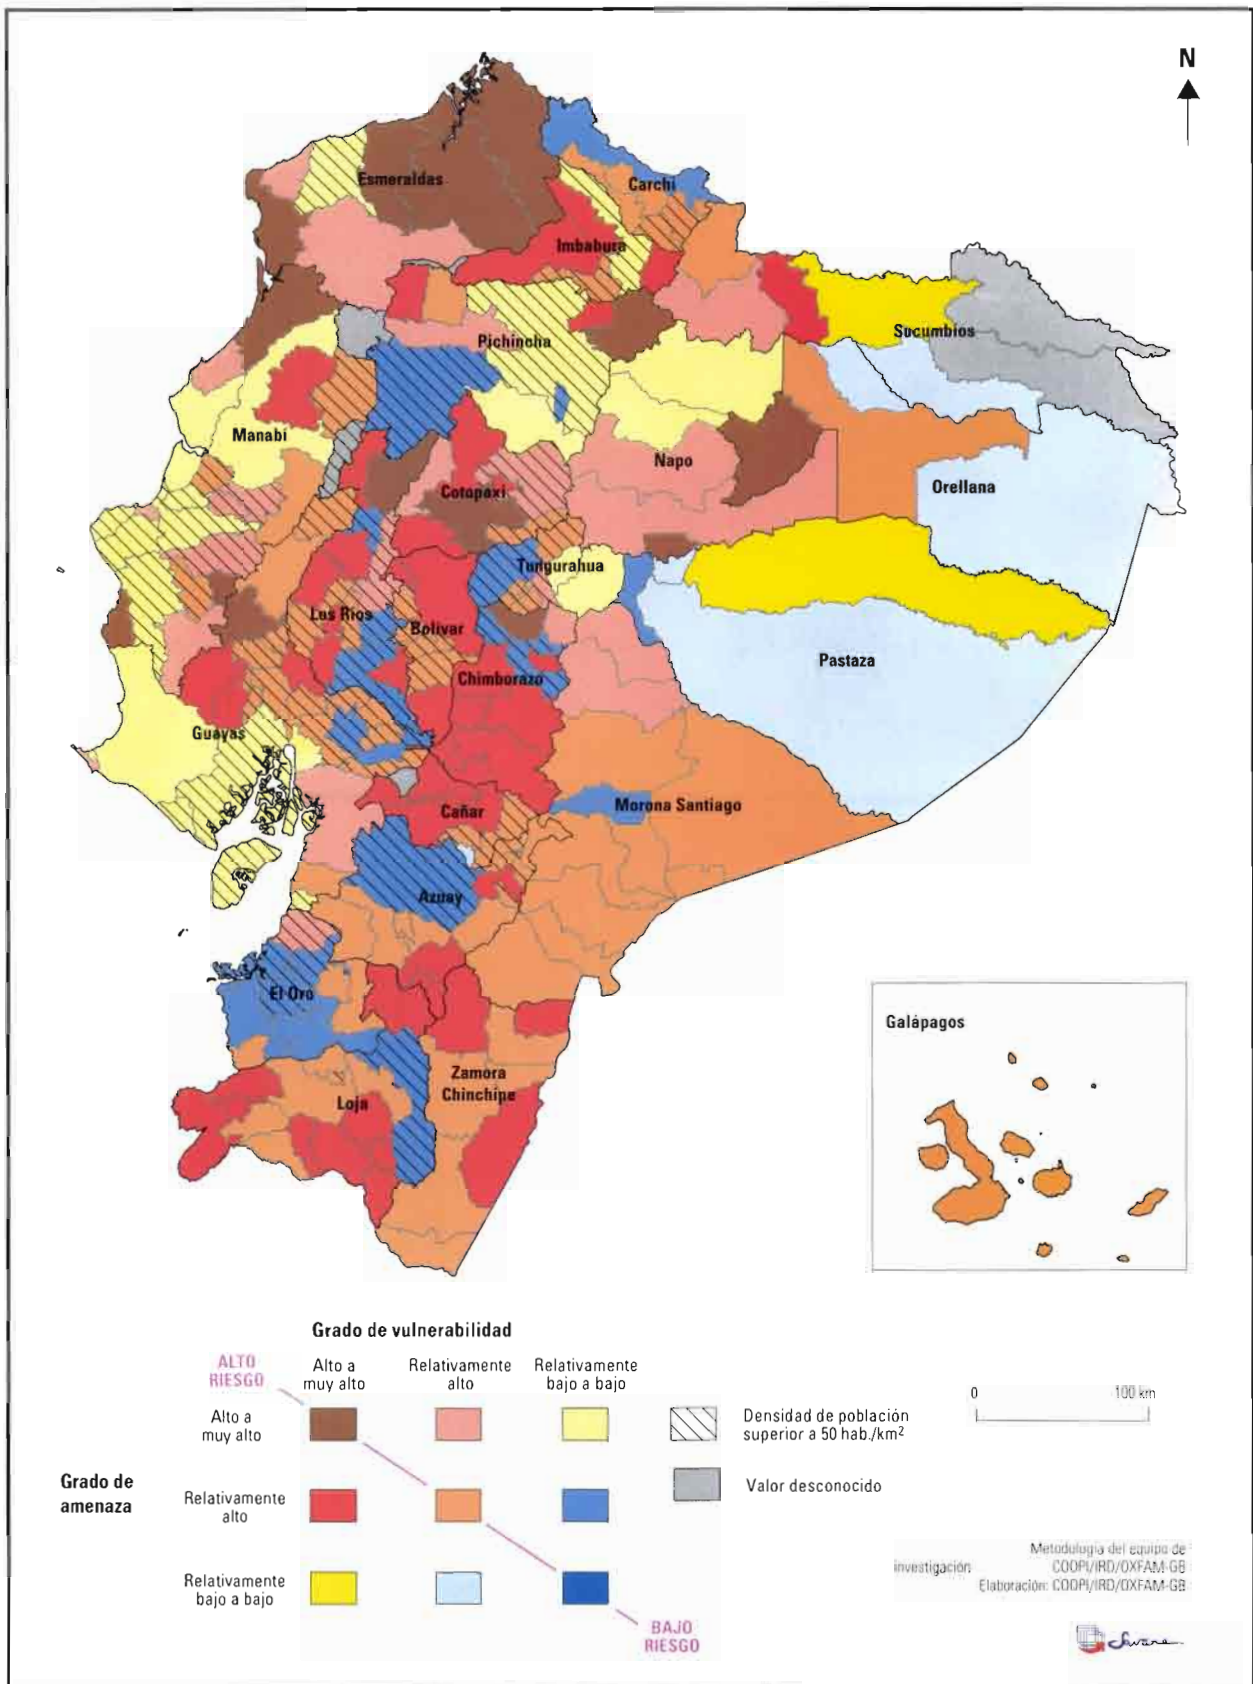 N
Esmeraldas
Carchi
Imbabura
Sucumbíos
Pichincha
Manabí
Napo
Cotopaxi
Orellana
Tungurahua
Los Ríos
Bolívar
Pastaza
Chimborazo
Guayas
Morona Santiago
Cañar
Azuay
El Oro
Galápagos
Zamora
Chinchipe
Loja
Grado de vulnerabilidad
ALTO
RIESGO
Alto a
muy alto
Relativamente
alto
Relativamente
bajo a bajo
0 100 km
Alto a
muy alto
Densidad de población
superior a 50 hab./km²
Grado de
amenaza
Valor desconocido
Relativamente
alto
Metodología del equipo de
investigación COOPI/IRD/OXFAM-GB
Elaboración: COOPI/IRD/OXFAM-GB
Relativamente
bajo a bajo
BAJO
RIESGO
Savane